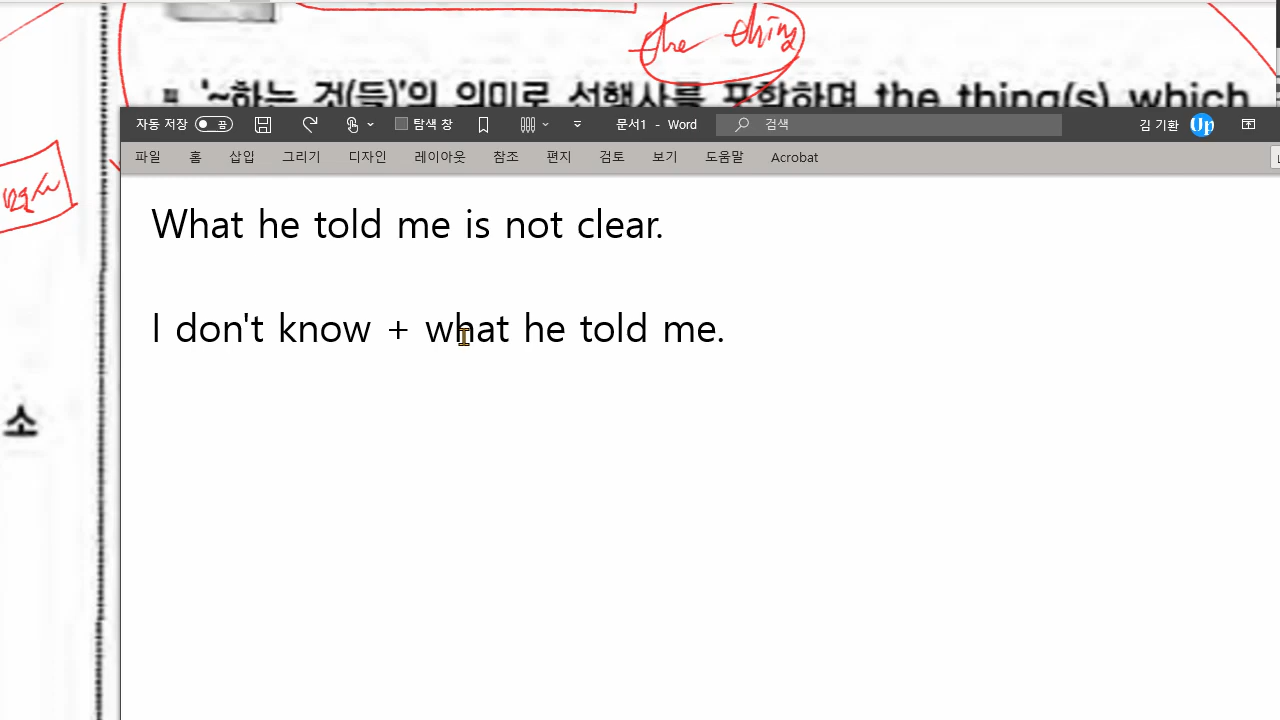 the thing
'~하는 것(들)'의 의미로 선행사를 포함하며 the thing(s) which
자동 저장 탐색 창 문서1 - Word 검색 김 기환 Up
파일 홈 삽입 그리기 디자인 레이아웃 참조 편지 검토 보기 도움말 Acrobat
What he told me is not clear.
I don't know + what he told me.
소